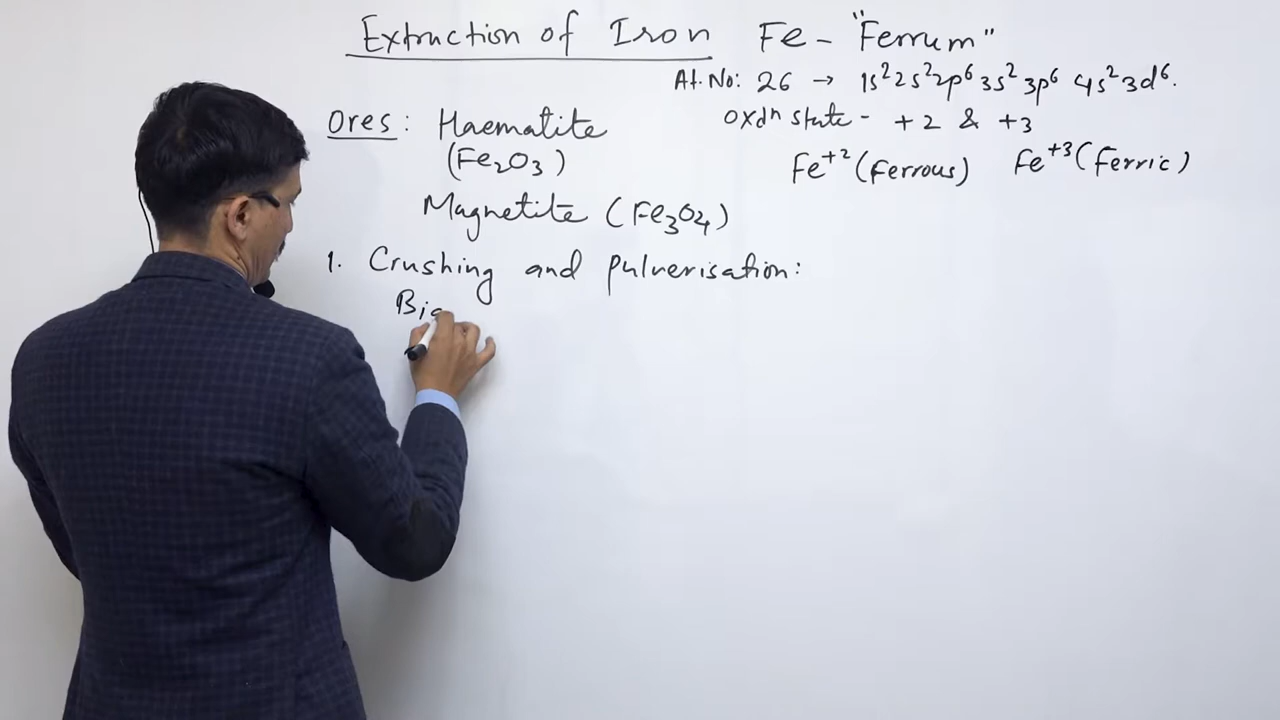 Extraction of Iron Fe - "Ferrum"
At. No: 26 → 1s² 2s² 2p⁶ 3s² 3p⁶ 4s² 3d⁶.
oxdⁿ state - +2 & +3
Fe⁺² (Ferrous) Fe⁺³ (Ferric)
Ores: Haematite
(Fe₂O₃)
Magnetite (Fe₃O₄)
1. Crushing and pulverisation: